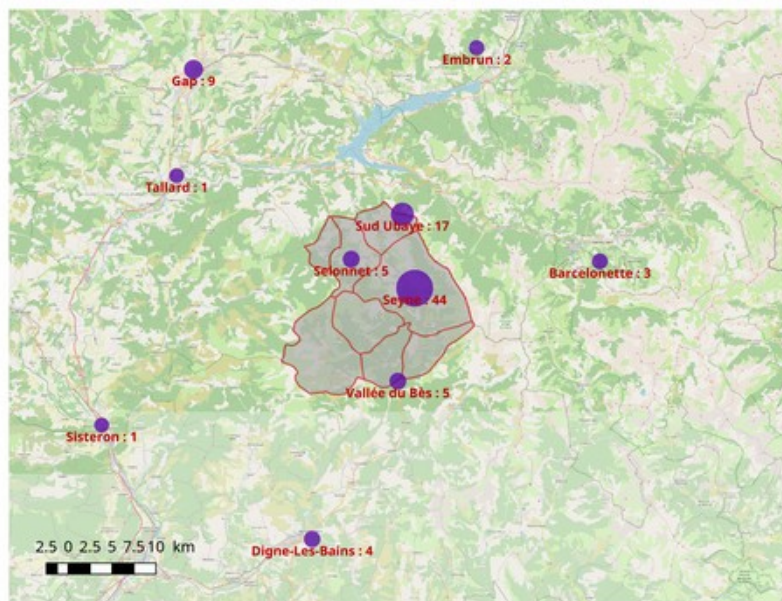 Embrun : 2
Gap : 9
Tallard : 1
Sud Ubaye : 17
Selonnet : 5
Barcelonette : 3
Seyne : 44
Vallée du Bès : 5
Sisteron : 1
2.5 0 2.5 5 7.5 10 km
Digne-Les-Bains : 4